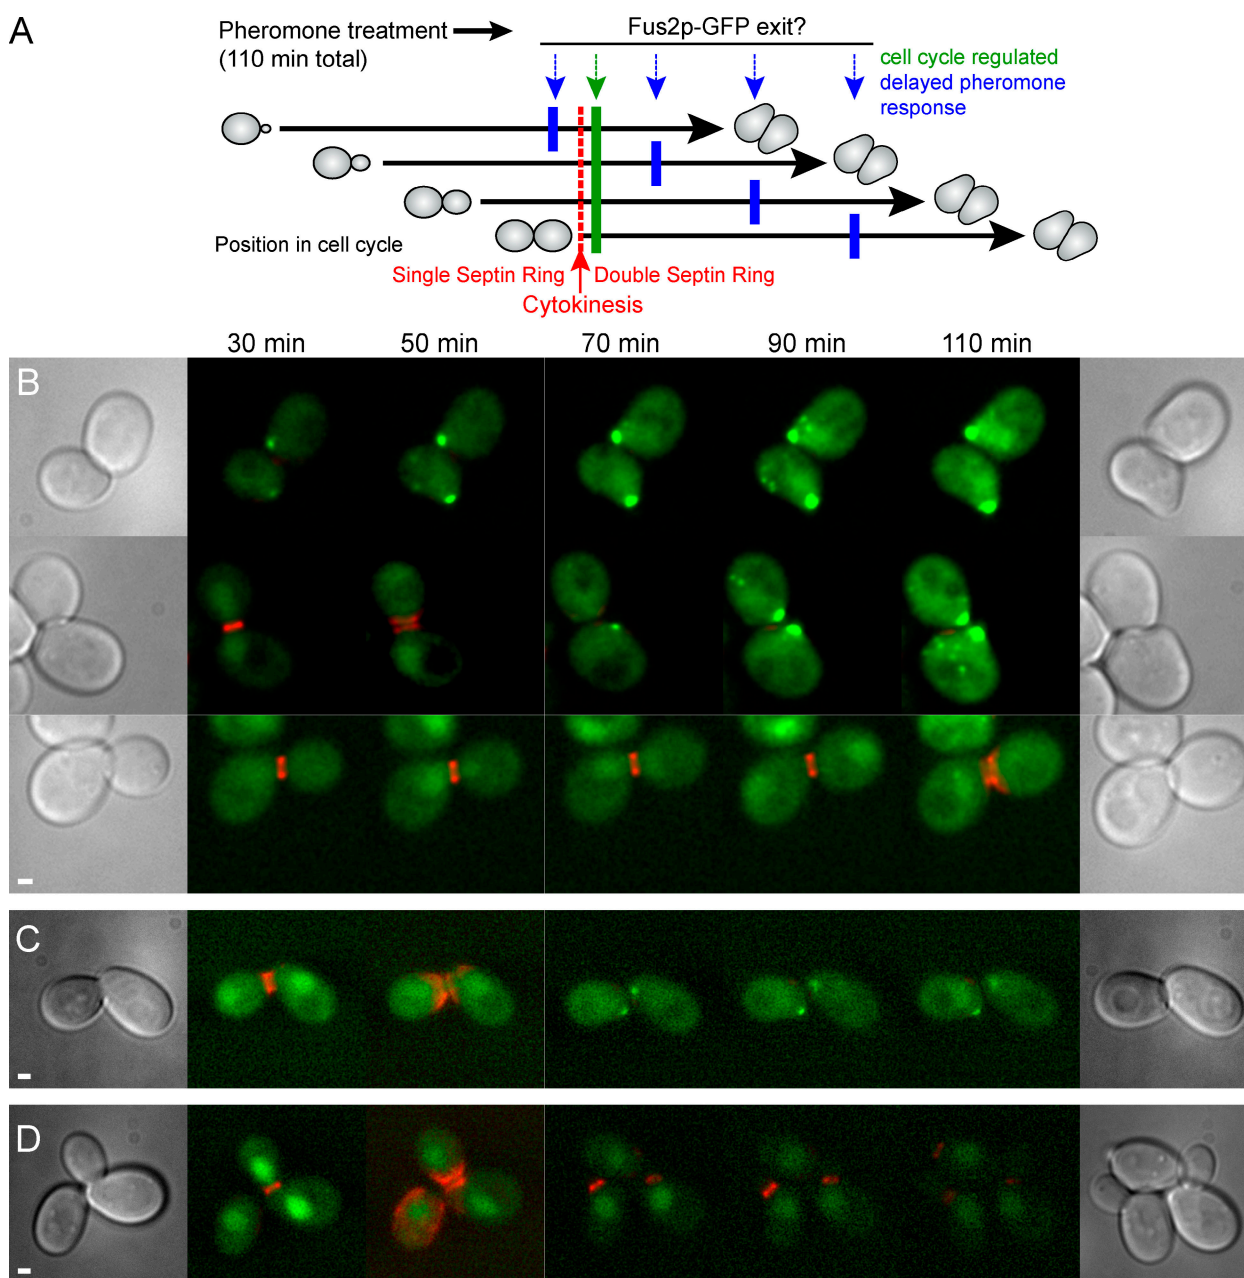 A
Pheromone treatment
(110 min total)
Fus2p-GFP exit?
cell cycle regulated
delayed pheromone
response
Position in cell cycle
Single Septin Ring
Double Septin Ring
Cytokinesis
30 min
50 min
70 min
90 min
110 min
B
C
D